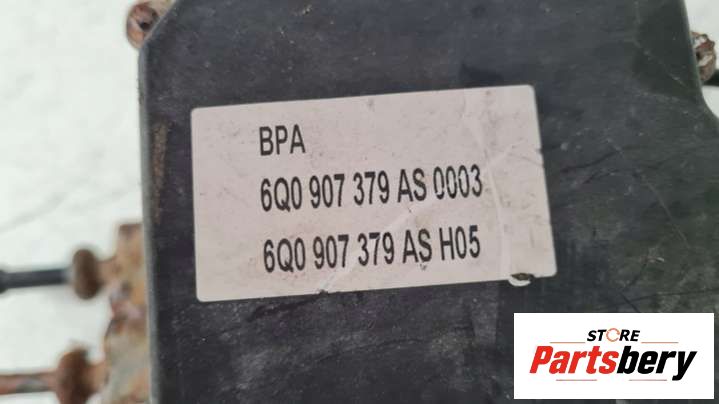 BPA
6Q0 907 379 AS 0003
6Q0 907 379 AS H05
STORE
Partsbery